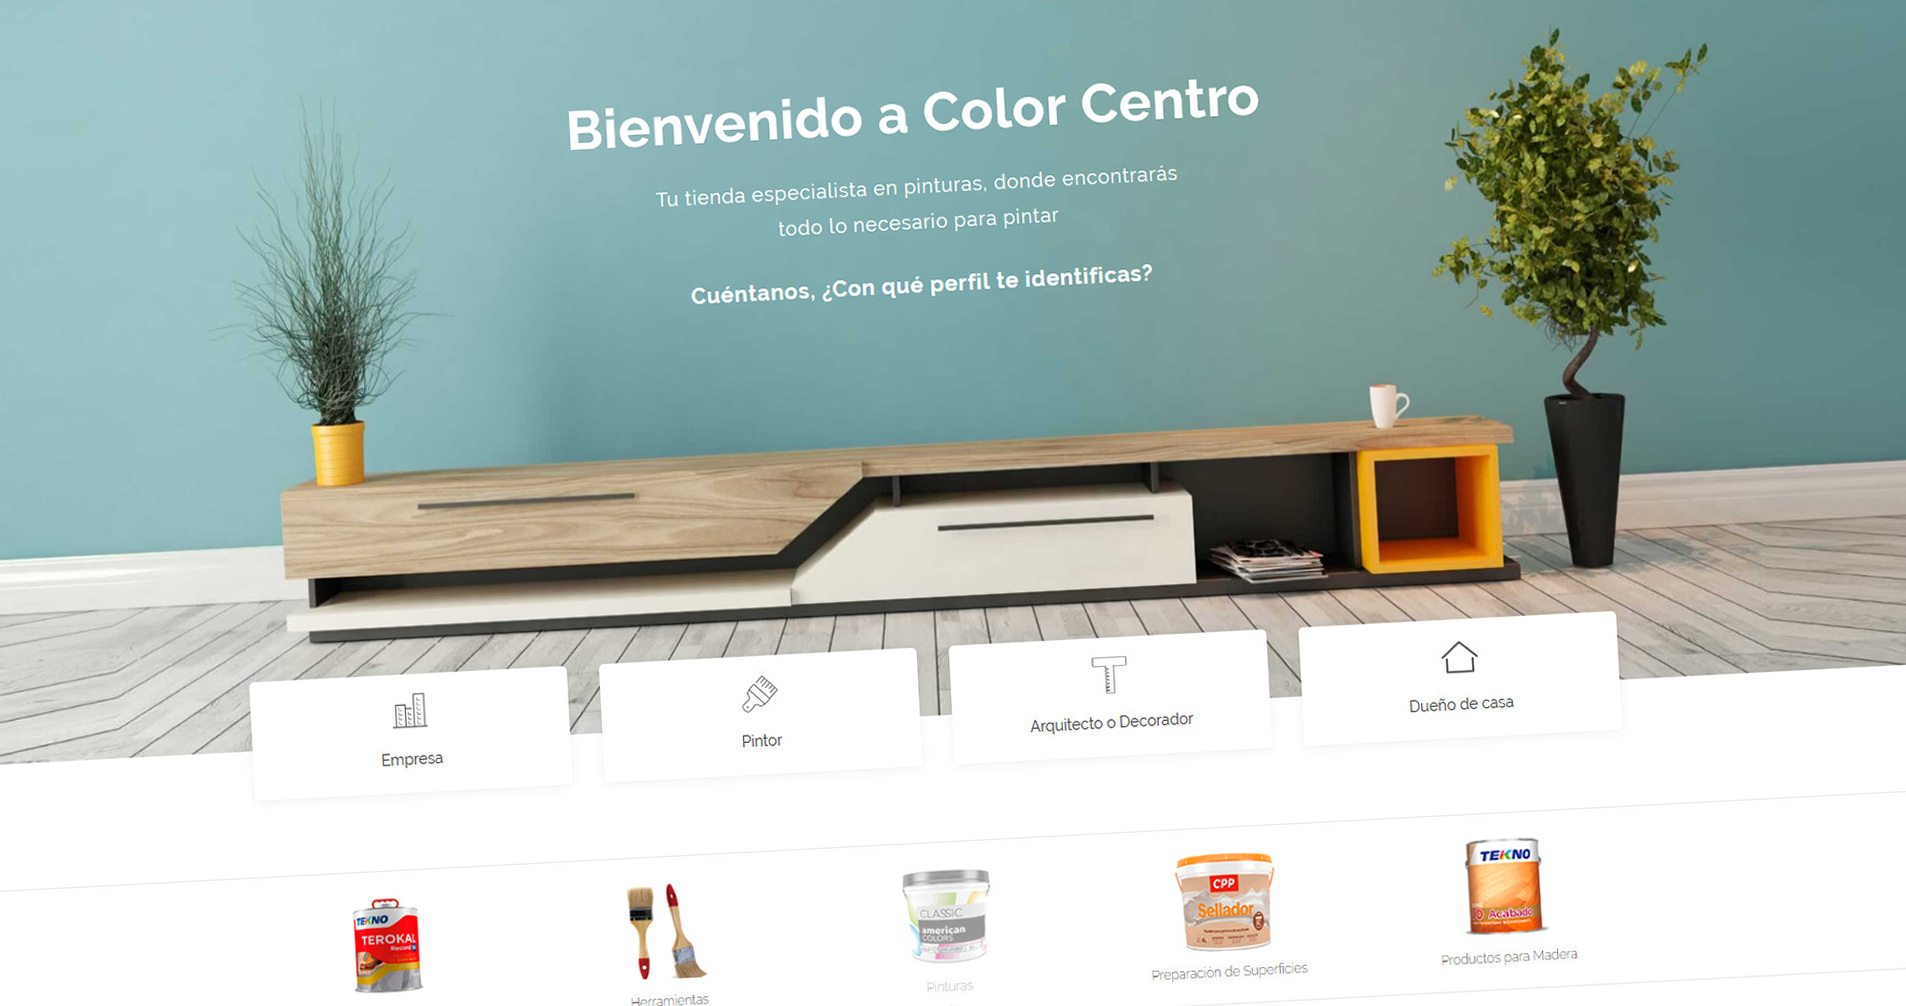 Bienvenido a Color Centro
Tu tienda especialista en pinturas, donde encontrarás
todo lo necesario para pintar
Cuéntanos, ¿Con qué perfil te identificas?
Empresa
Pintor
Arquitecto o Decorador
Dueño de casa
TEKNO
TEROKAL
Record
Herramientas
CLASSIC
american
COLORS
Pinturas
CPP
Sellador
Preparación de Superficies
TEKNO
Acabado
Productos para Madera